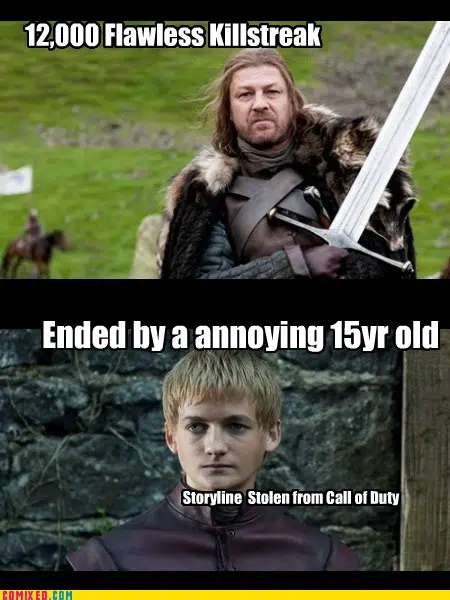 12,000 Flawless Killstreak
Ended by a annoying 15yr old
Storyline Stolen from Call of Duty
COMIXED.COM